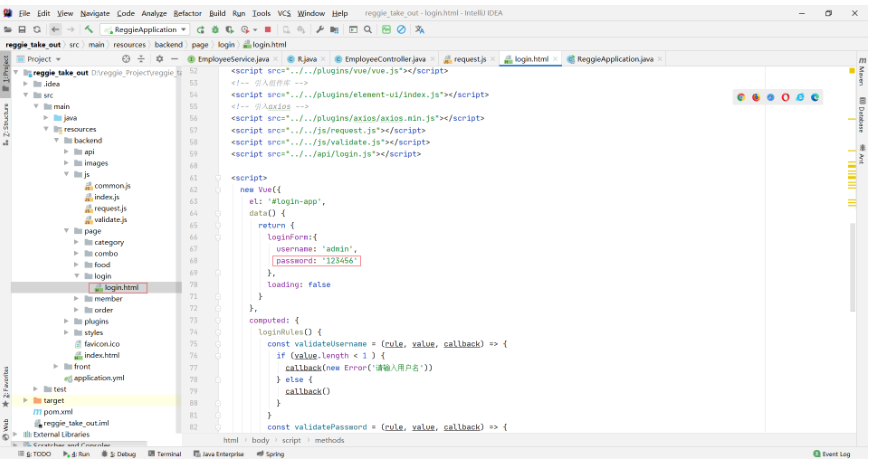 File Edit View Navigate Code Analyze Refactor Build Run Tools VCS Window Help reggie_take_out - login.html - IntelliJ IDEA
ReggieApplication
reggie_take_out src main resources backend page login login.html
Project
EmployeeService.java R.java EmployeeController.java request.js login.html ReggieApplication.java
reggie_take_out D:\reggie_Project\reggie_ta
.idea
src
main
java
resources
backend
api
images
js
common.js
index.js
request.js
validate.js
page
category
combo
food
login
login.html
member
order
plugins
styles
favicon.ico
index.html
front
application.yml
test
target
pom.xml
reggie_take_out.iml
External Libraries
Scratches and Consoles
52 <script src="../../plugins/vue/vue.js"></script>
53 <!-- 引入组件库 -->
54 <script src="../../plugins/element-ui/index.js"></script>
55 <!-- 引入axios -->
56 <script src="../../plugins/axios/axios.min.js"></script>
57 <script src="../../js/request.js"></script>
58 <script src="../../js/validate.js"></script>
59 <script src="../../api/login.js"></script>
60
61 <script>
62 new Vue({
63 el: '#login-app',
64 data() {
65 return {
66 loginForm:{
67 username: 'admin',
68 password: '123456'
69 },
70 loading: false
71 }
72 },
73 computed: {
74 loginRules() {
75 const validateUsername = (rule, value, callback) => {
76 if (value.length < 1 ) {
77 callback(new Error('请输入用户名'))
78 } else {
79 callback()
80 }
81 }
82 const validatePassword = (rule, value, callback) => {
html body script methods
1: Project
7: Structure
2: Favorites
Web
Maven
Database
Ant
6: TODO 4: Run 5: Debug Terminal Java Enterprise Spring Event Log